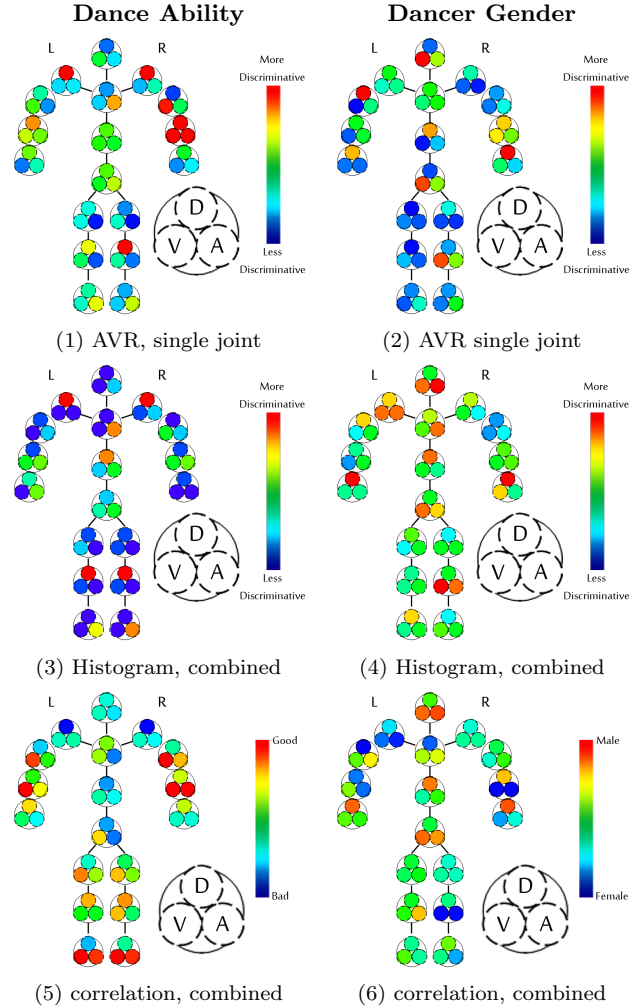 Dance Ability
Dancer Gender
L R
More
Discriminative
D
V A
Less
Discriminative
L R
More
Discriminative
D
V A
Less
Discriminative
(1) AVR, single joint
(2) AVR single joint
L R
More
Discriminative
D
V A
Less
Discriminative
L R
More
Discriminative
D
V A
Less
Discriminative
(3) Histogram, combined
(4) Histogram, combined
L R
Good
D
V A
Bad
L R
Male
D
V A
Female
(5) correlation, combined
(6) correlation, combined